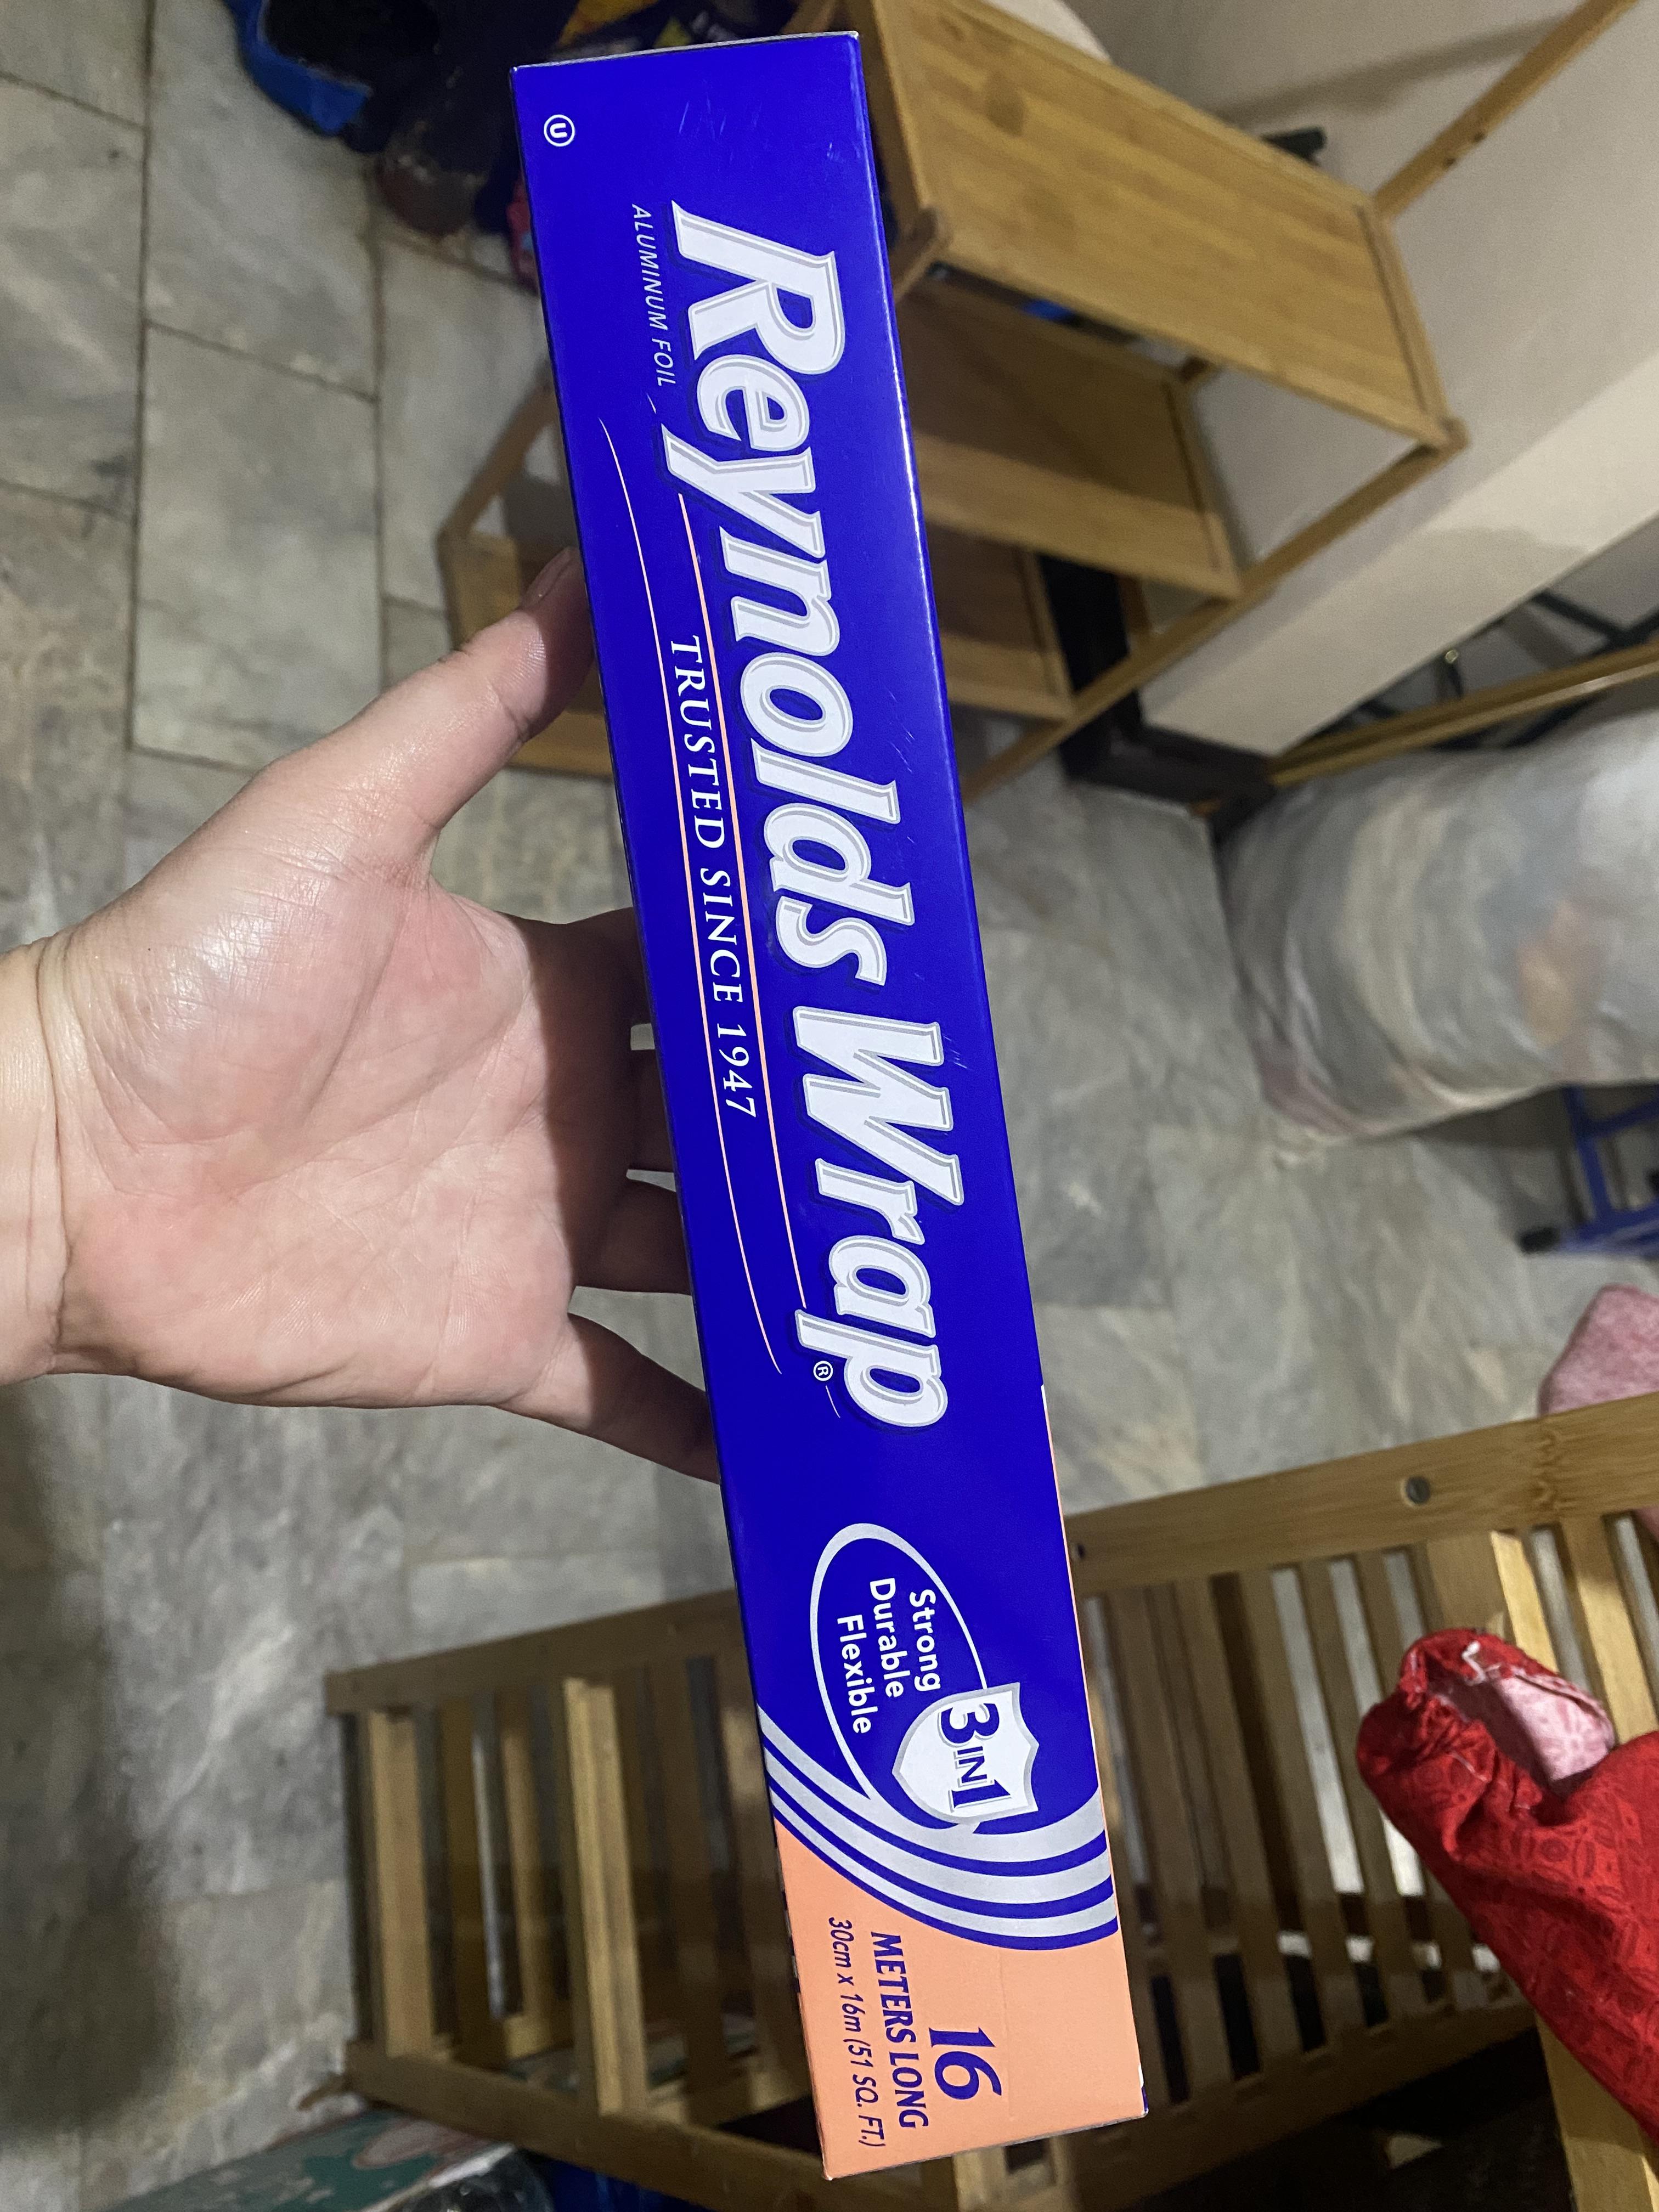 Reynolds Wrap®
ALUMINUM FOIL
TRUSTED SINCE 1947
U
3 IN 1
Strong
Durable
Flexible
16
METERS LONG
30cm x 16m (51 SQ. FT.)